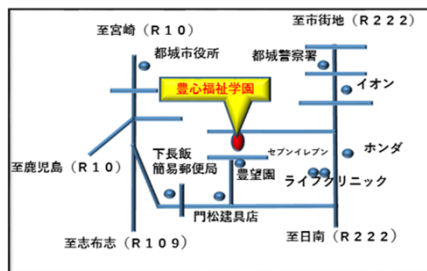 至宮崎（R10）
至市街地（R222）
都城市役所
都城警察署
豊心福祉学園
イオン
至鹿児島（R10）
下長飯
簡易郵便局
セブンイレブン
豊望園
ホンダ
ライフクリニック
門松建具店
至志布志（R109）
至日南（R222）